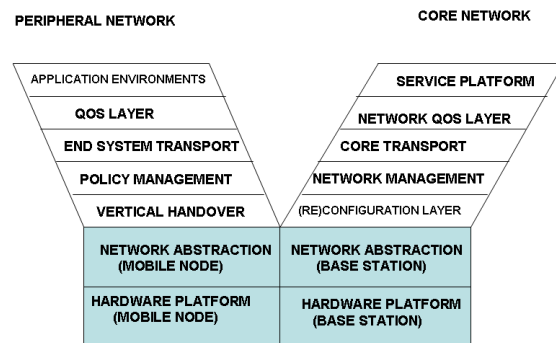 PERIPHERAL NETWORK
CORE NETWORK
APPLICATION ENVIRONMENTS
SERVICE PLATFORM
QOS LAYER
NETWORK QOS LAYER
END SYSTEM TRANSPORT
CORE TRANSPORT
POLICY MANAGEMENT
NETWORK MANAGEMENT
VERTICAL HANDOVER
(RE)CONFIGURATION LAYER
NETWORK ABSTRACTION
(MOBILE NODE)
NETWORK ABSTRACTION
(BASE STATION)
HARDWARE PLATFORM
(MOBILE NODE)
HARDWARE PLATFORM
(BASE STATION)